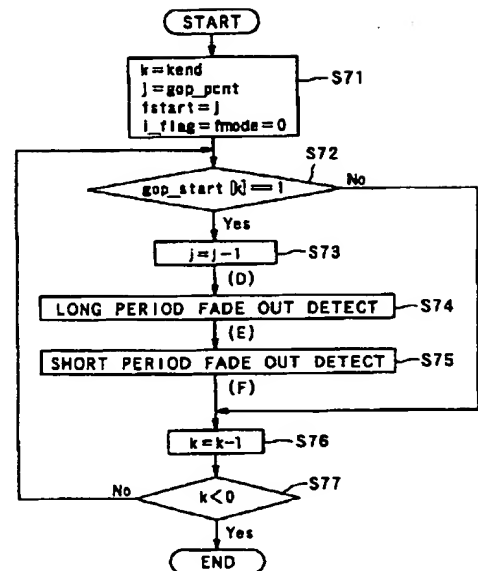 START
k=kend
j=gop_pcnt
fstart=j
i_flag=fmode=0
S71
S72
gop_start [k]==1
No
Yes
j=j-1
S73
(D)
LONG PERIOD FADE OUT DETECT
S74
(E)
SHORT PERIOD FADE OUT DETECT
S75
(F)
k=k-1
S76
No
k<0
S77
Yes
END